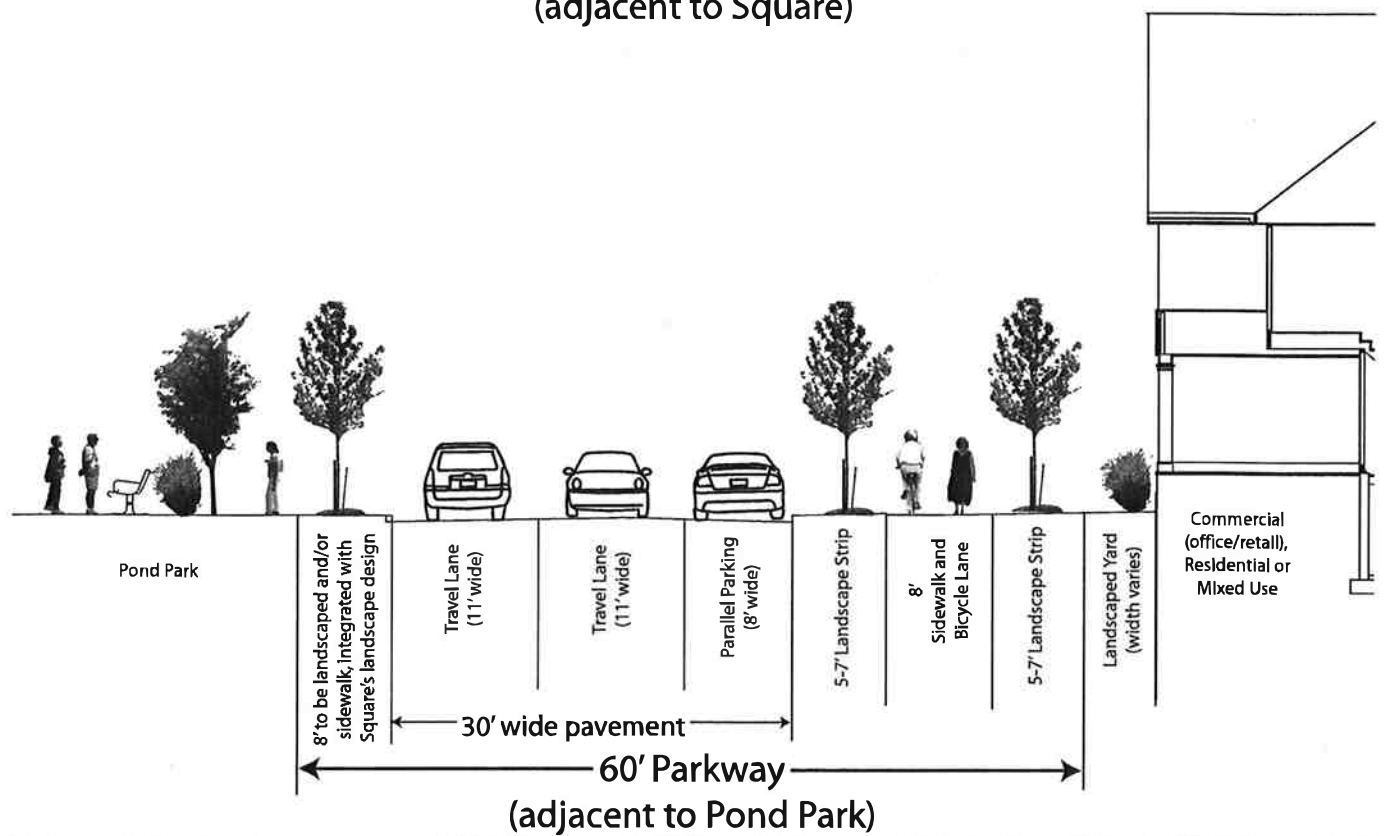 (adjacent to Square)
Pond Park
8' to be landscaped and/or
sidewalk, integrated with
Square's landscape design
Travel Lane
(11' wide)
Travel Lane
(11' wide)
Parallel Parking
(8' wide)
5-7' Landscape Strip
8'
Sidewalk and
Bicycle Lane
5-7' Landscape Strip
Landscaped Yard
(width varies)
Commercial
(office/retail),
Residential or
Mixed Use
30' wide pavement
60' Parkway
(adjacent to Pond Park)